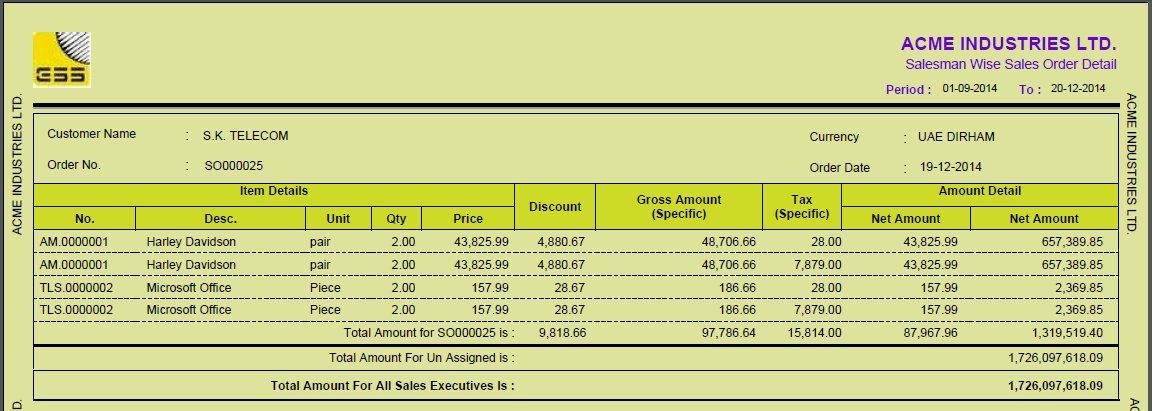 ESS
ACME INDUSTRIES LTD.
Salesman Wise Sales Order Detail
Period : 01-09-2014 To : 20-12-2014
ACME INDUSTRIES LTD.
ACME INDUSTRIES LTD.
Customer Name : S.K. TELECOM Currency : UAE DIRHAM
Order No. : SO000025 Order Date : 19-12-2014
Item Details Discount Gross Amount (Specific) Tax (Specific) Amount Detail
No. Desc. Unit Qty Price Net Amount Net Amount
AM.0000001 Harley Davidson pair 2.00 43,825.99 4,880.67 48,706.66 28.00 43,825.99 657,389.85
AM.0000001 Harley Davidson pair 2.00 43,825.99 4,880.67 48,706.66 7,879.00 43,825.99 657,389.85
TLS.0000002 Microsoft Office Piece 2.00 157.99 28.67 186.66 28.00 157.99 2,369.85
TLS.0000002 Microsoft Office Piece 2.00 157.99 28.67 186.66 7,879.00 157.99 2,369.85
Total Amount for SO000025 is : 9,818.66 97,786.64 15,814.00 87,967.96 1,319,519.40
Total Amount For Un Assigned is : 1,726,097,618.09
Total Amount For All Sales Executives Is : 1,726,097,618.09
D.
AC